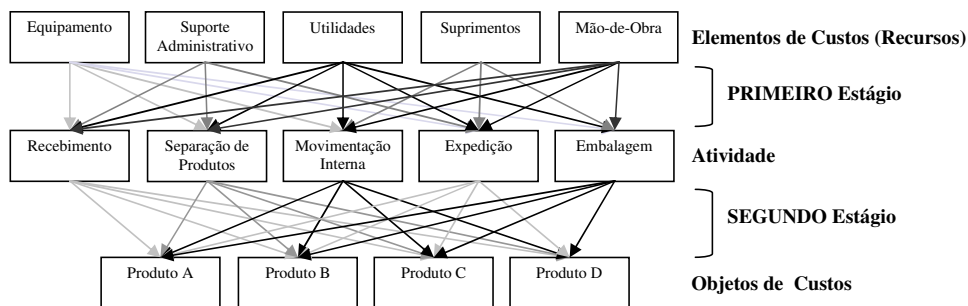 Equipamento
Suporte
Administrativo
Utilidades
Suprimentos
Mão-de-Obra
Elementos de Custos (Recursos)
PRIMEIRO Estágio
Recebimento
Separação de
Produtos
Movimentação
Interna
Expedição
Embalagem
Atividade
SEGUNDO Estágio
Produto A
Produto B
Produto C
Produto D
Objetos de Custos